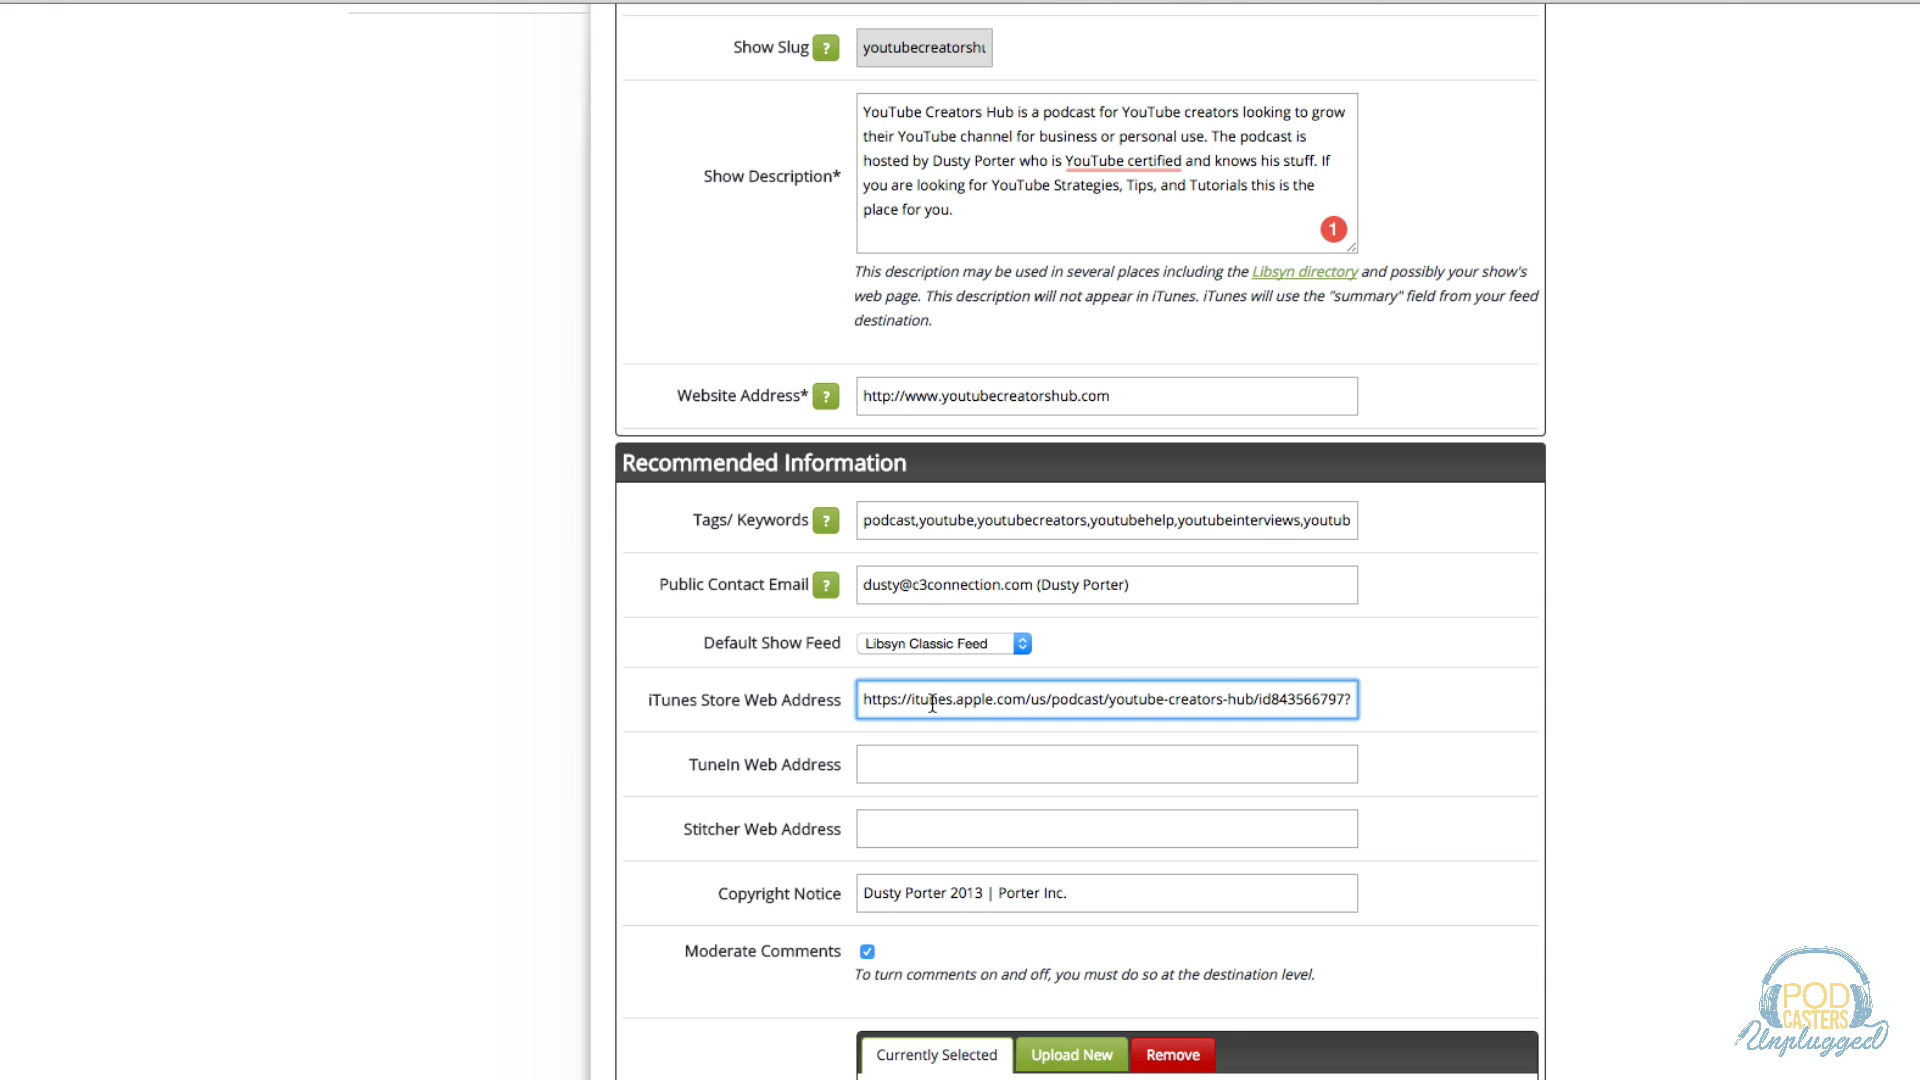 Show Slug ? youtubecreatorshu
YouTube Creators Hub is a podcast for YouTube creators looking to grow
their YouTube channel for business or personal use. The podcast is
hosted by Dusty Porter who is YouTube certified and knows his stuff. If
Show Description*
you are looking for YouTube Strategies, Tips, and Tutorials this is the
place for you.
1
This description may be used in several places including the Libsyn directory and possibly your show's
web page. This description will not appear in iTunes. iTunes will use the "summary" field from your feed
destination.
Website Address* ? http://www.youtubecreatorshub.com
Recommended Information
Tags/ Keywords ? podcast,youtube,youtubecreators,youtubehelp,youtubeinterviews,youtub
Public Contact Email ? dusty@c3connection.com (Dusty Porter)
Default Show Feed Libsyn Classic Feed
iTunes Store Web Address https://itunes.apple.com/us/podcast/youtube-creators-hub/id843566797?
TuneIn Web Address
Stitcher Web Address
Copyright Notice Dusty Porter 2013 | Porter Inc.
Moderate Comments
To turn comments on and off, you must do so at the destination level.
Currently Selected Upload New Remove
POD
CASTERS
Unplugged